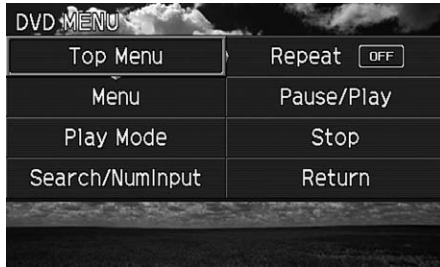 DVD MENU
Top Menu
Repeat OFF
Menu
Pause/Play
Play Mode
Stop
Search/NumInput
Return